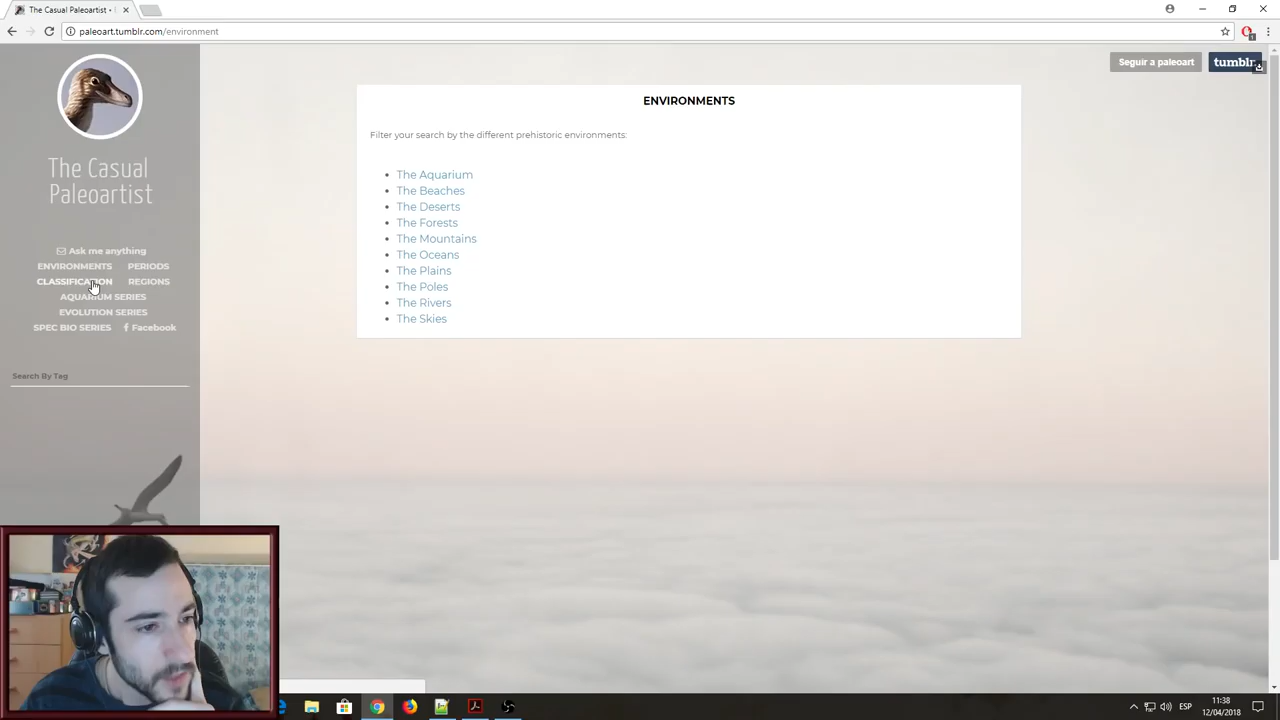 The Casual Paleoartist •
paleoart.tumblr.com/environment
Seguir a paleoart
tumblr.
The Casual
Paleoartist
Ask me anything
ENVIRONMENTS PERIODS
CLASSIFICATION REGIONS
AQUARIUM SERIES
EVOLUTION SERIES
SPEC BIO SERIES Facebook
Search By Tag
ENVIRONMENTS
Filter your search by the different prehistoric environments:
• The Aquarium
• The Beaches
• The Deserts
• The Forests
• The Mountains
• The Oceans
• The Plains
• The Poles
• The Rivers
• The Skies
ESP
11:38
12/04/2018